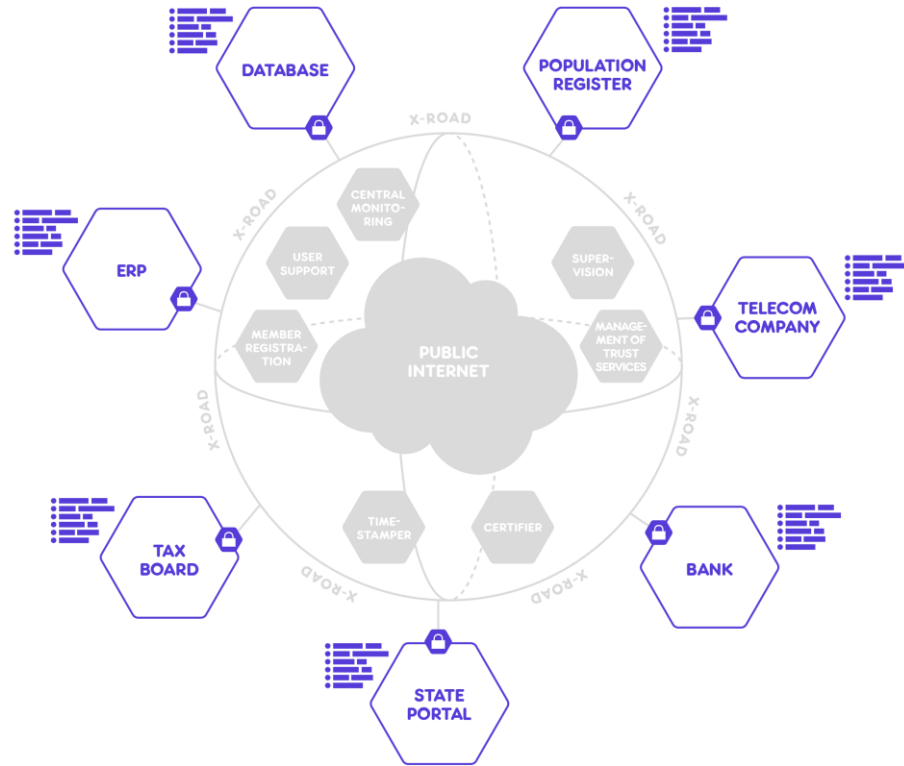 DATABASE
POPULATION
REGISTER
X-ROAD
X-ROAD
X-ROAD
CENTRAL
MONITO-
RING
USER
SUPPORT
SUPER-
VISION
ERP
TELECOM
COMPANY
MEMBER
REGISTRA-
TION
PUBLIC
INTERNET
MANAGE-
MENT OF
TRUST
SERVICES
X-ROAD
X-ROAD
TIME-
STAMPER
CERTIFIER
TAX
BOARD
BANK
X-ROAD
X-ROAD
STATE
PORTAL